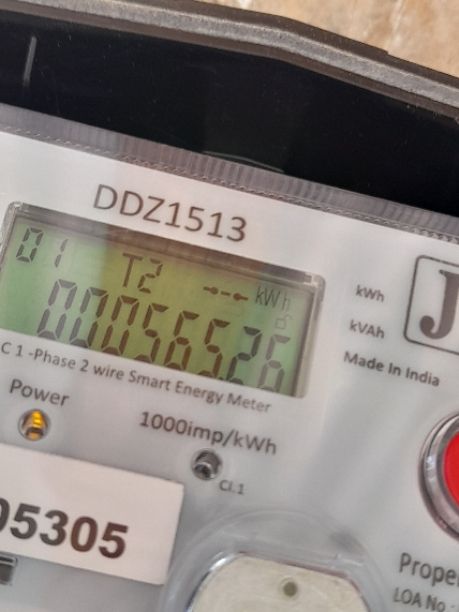 DDZ1513
01 T2 kWh
00056526
kWh
kVAh
J
Made In India
C 1 -Phase 2 wire Smart Energy Meter
Power
1000imp/kWh
Cl.1
05305
LOA No